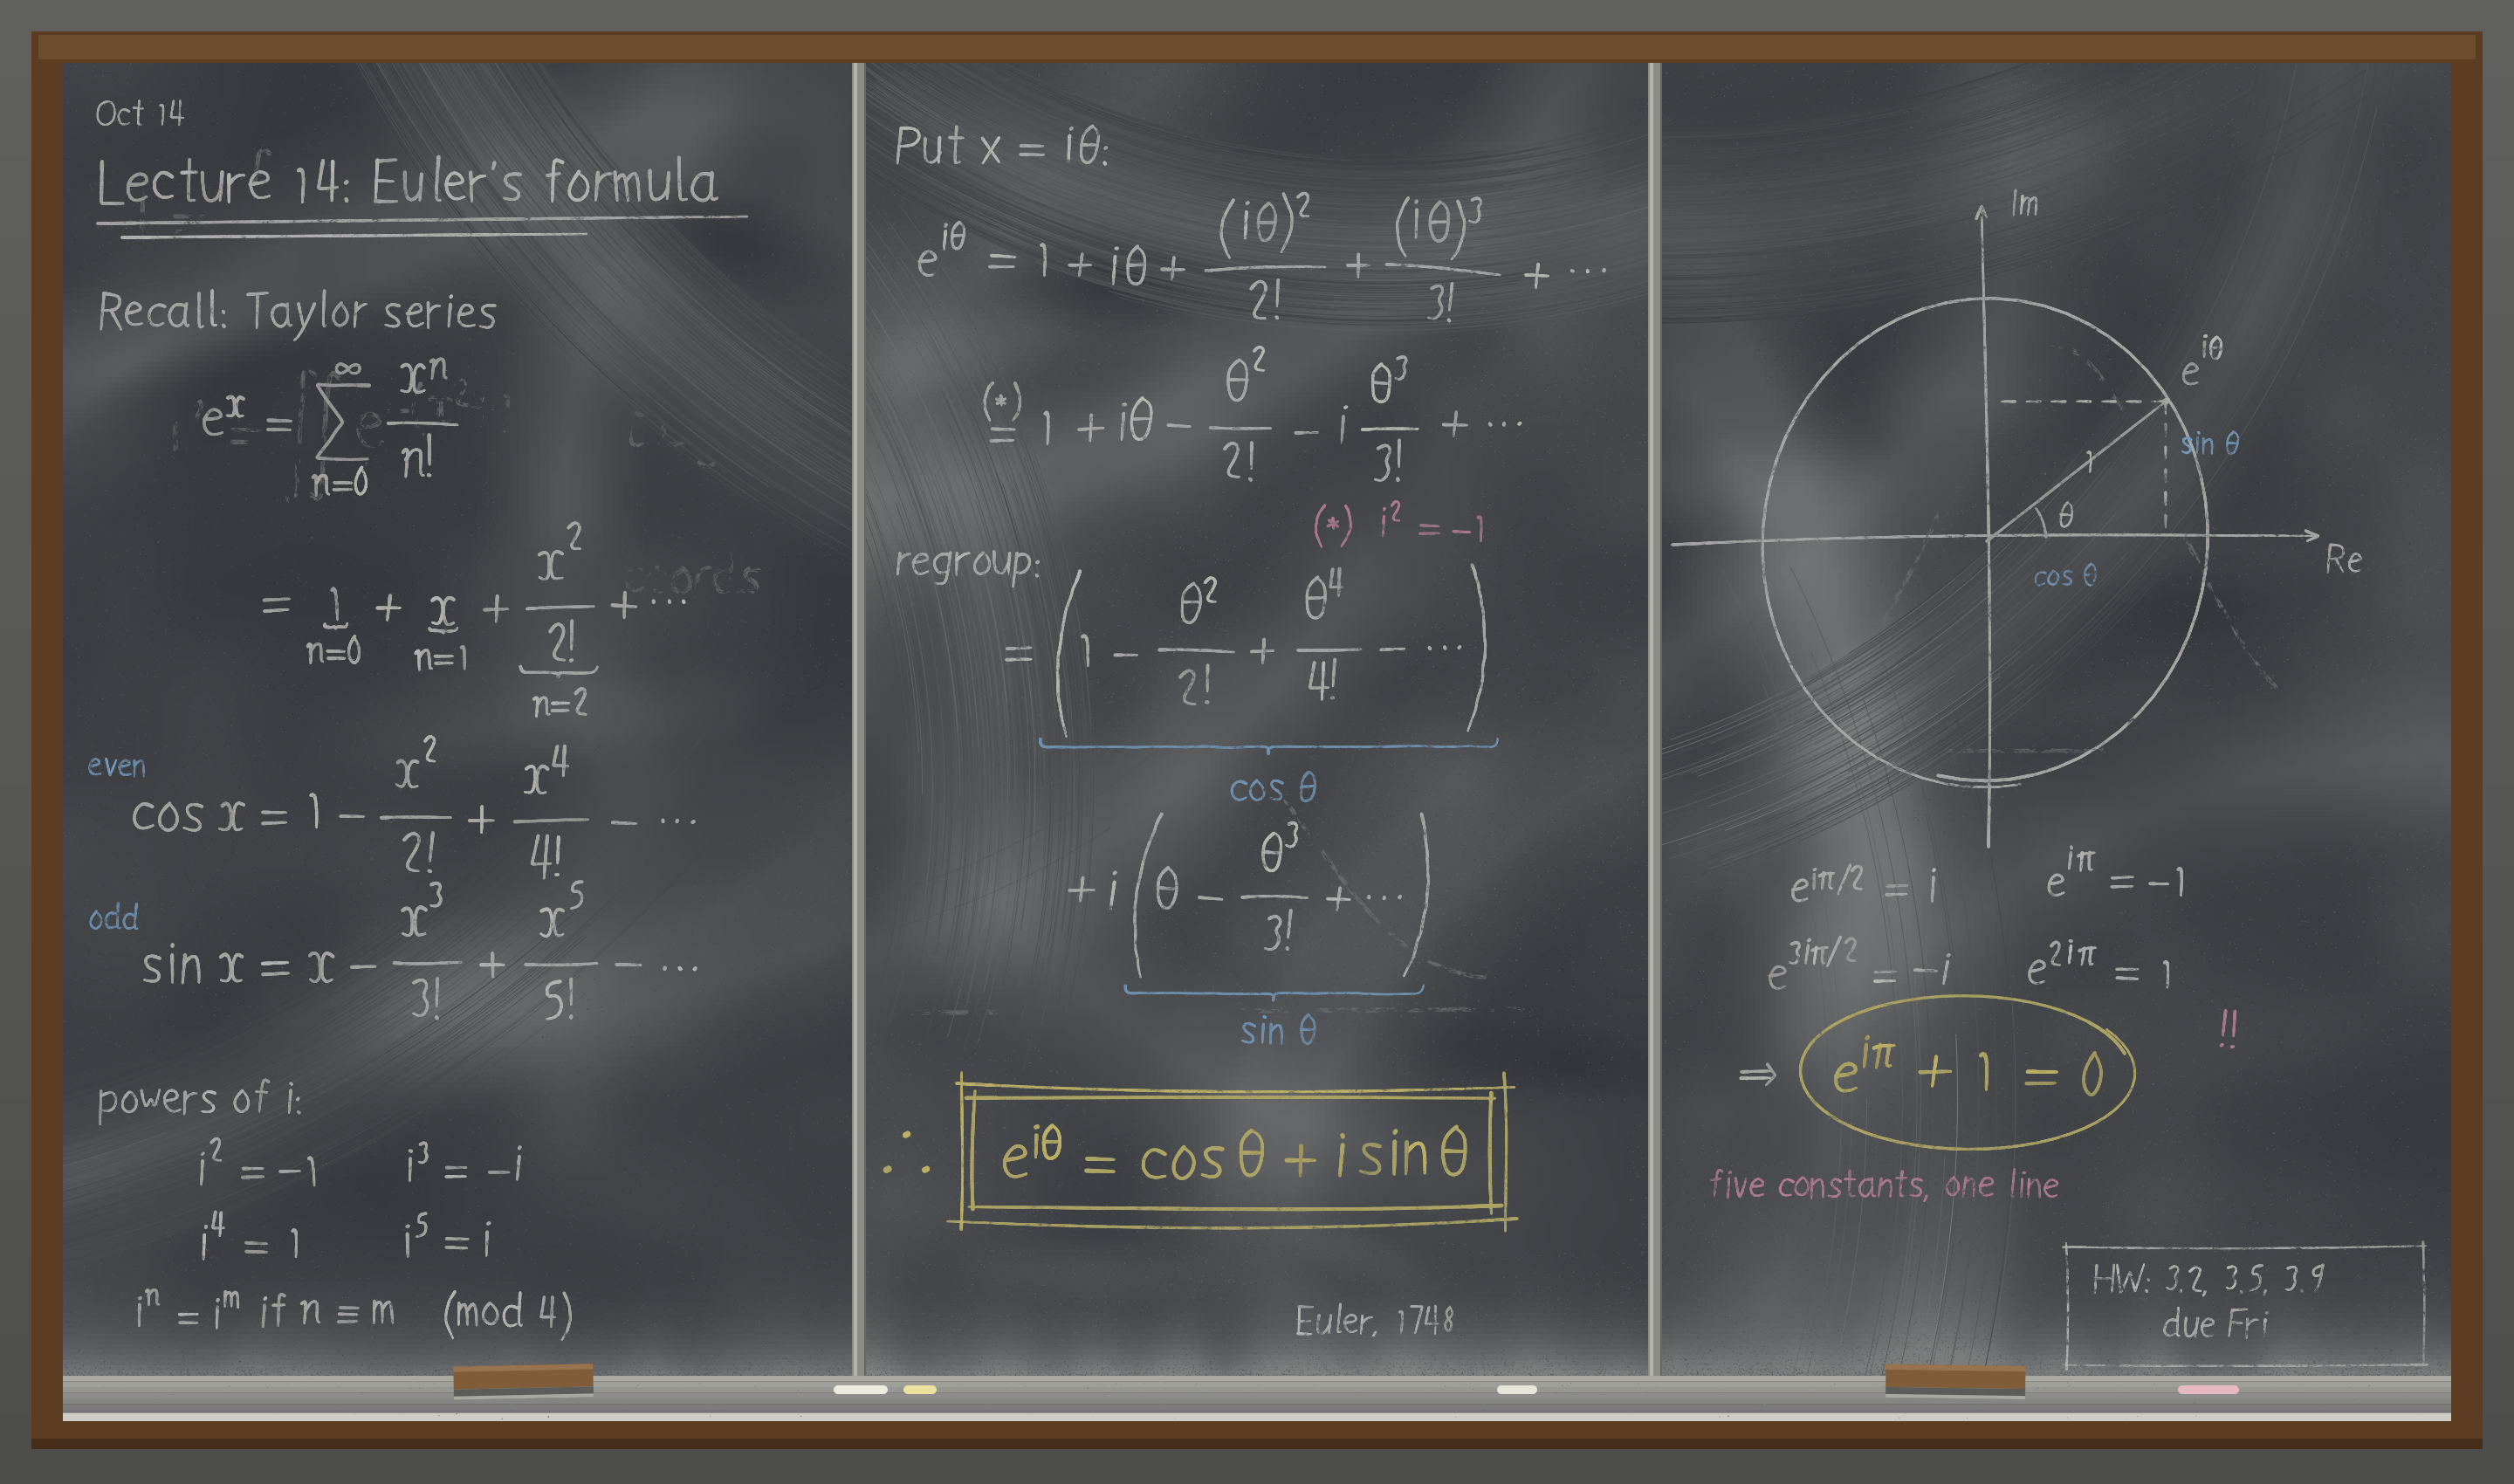 Oct 14
Lecture 14: Euler's formula
Recall: Taylor series
e^x = ∑_{n=0}^{∞} x^n / n!
= 1 + x + x^2 / 2! + ···
n=0 n=1 n=2
even
cos x = 1 − x^2 / 2! + x^4 / 4! − ···
odd
sin x = x − x^3 / 3! + x^5 / 5! − ···
powers of i:
i^2 = −1 i^3 = −i
i^4 = 1 i^5 = i
i^n = i^m if n ≡ m (mod 4)
Put x = iθ:
e^{iθ} = 1 + iθ + (iθ)^2 / 2! + (iθ)^3 / 3! + ···
(*)
= 1 + iθ − θ^2 / 2! − i θ^3 / 3! + ···
(*) i^2 = −1
regroup:
= (1 − θ^2 / 2! + θ^4 / 4! − ···)
cos θ
+ i (θ − θ^3 / 3! + ···)
sin θ
∴ e^{iθ} = cos θ + i sin θ
Euler, 1748
Im
e^{iθ}
sin θ
1
θ
Re
cos θ
e^{iπ/2} = i e^{iπ} = −1
e^{3iπ/2} = −i e^{2iπ} = 1
⇒ e^{iπ} + 1 = 0 !!
five constants, one line
HW: 3.2, 3.5, 3.9
due Fri